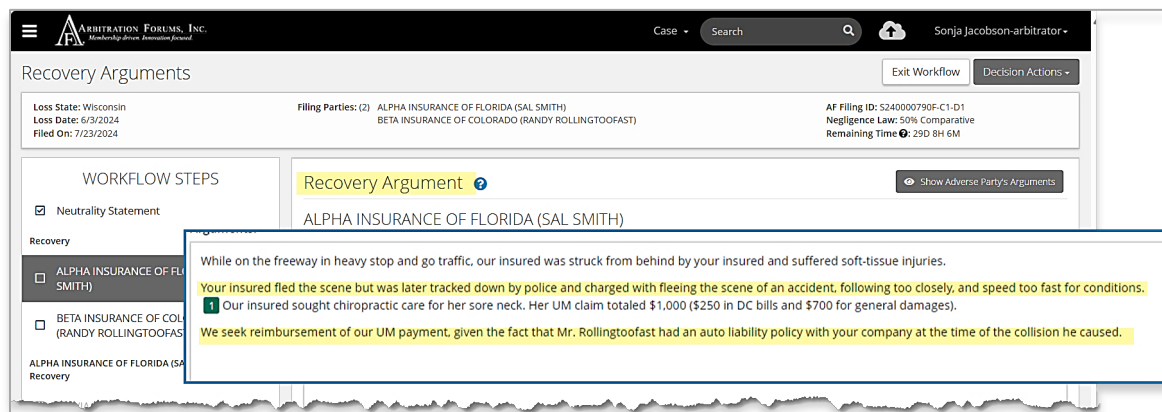 ARBITRATION FORUMS, INC.
Membership driven. Innovation focused.
Case
Search
Sonja Jacobson-arbitrator
Recovery Arguments
Exit Workflow
Decision Actions
Loss State: Wisconsin
Loss Date: 6/3/2024
Filed On: 7/23/2024
Filing Parties: (2) ALPHA INSURANCE OF FLORIDA (SAL SMITH)
BETA INSURANCE OF COLORADO (RANDY ROLLINGTOOFAST)
AF Filing ID: S240000790F-C1-D1
Negligence Law: 50% Comparative
Remaining Time?: 29D 8H 6M
WORKFLOW STEPS
Neutrality Statement
Recovery
ALPHA INSURANCE OF FL
SMITH)
BETA INSURANCE OF COL
(RANDY ROLLINGTOOFAS
ALPHA INSURANCE OF FLORIDA (SA
Recovery
Recovery Argument ?
Show Adverse Party's Arguments
ALPHA INSURANCE OF FLORIDA (SAL SMITH)
While on the freeway in heavy stop and go traffic, our insured was struck from behind by your insured and suffered soft-tissue injuries.
Your insured fled the scene but was later tracked down by police and charged with fleeing the scene of an accident, following too closely, and speed too fast for conditions.
1 Our insured sought chiropractic care for her sore neck. Her UM claim totaled $1,000 ($250 in DC bills and $700 for general damages).
We seek reimbursement of our UM payment, given the fact that Mr. Rollingtoofast had an auto liability policy with your company at the time of the collision he caused.